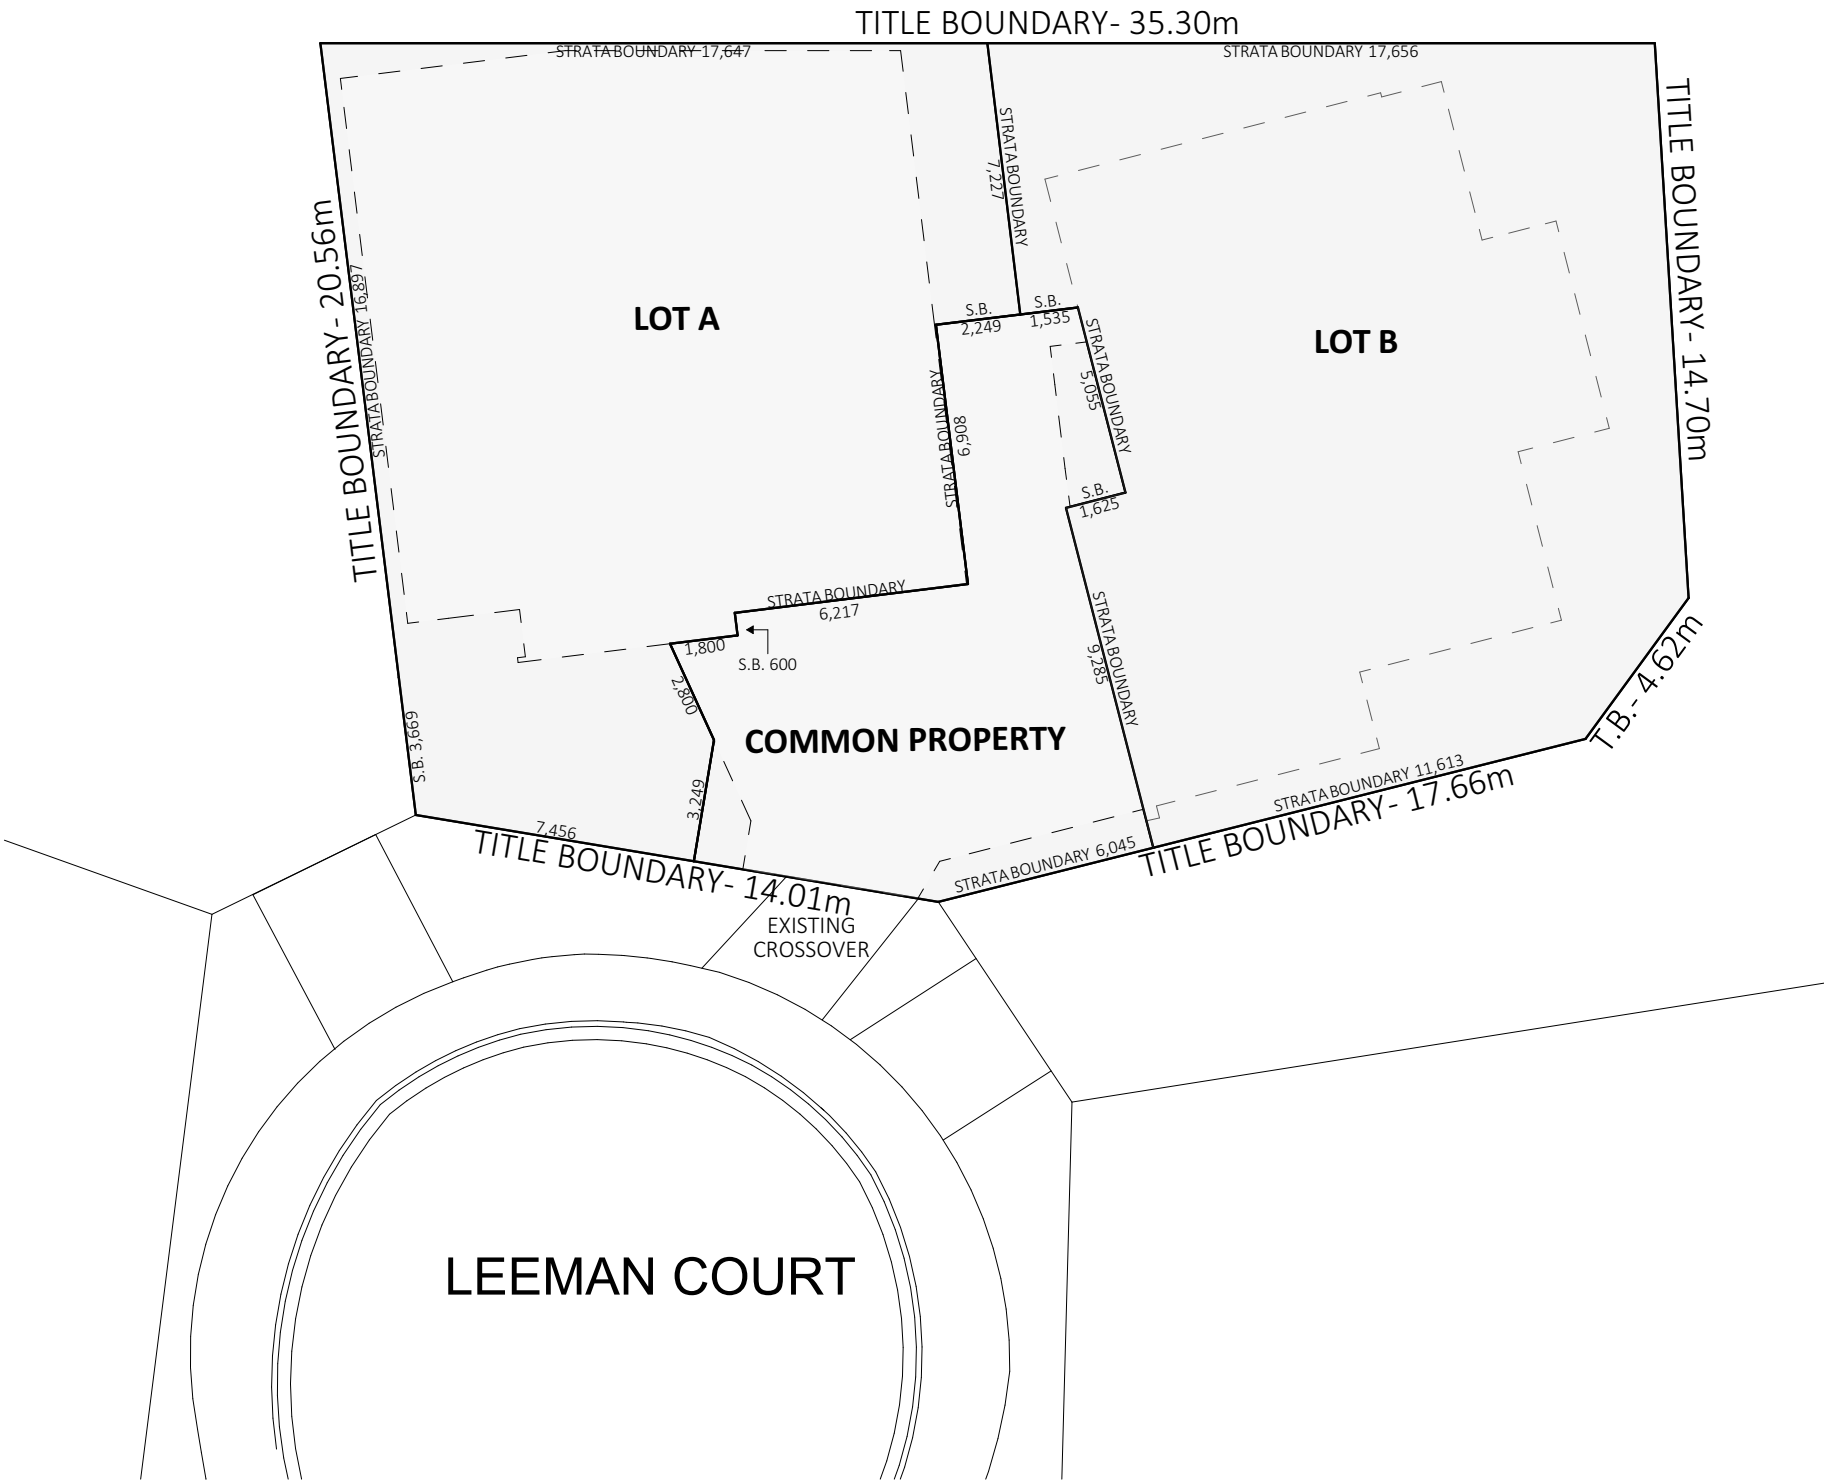 TITLE BOUNDARY- 35.30m
STRATA BOUNDARY 17,647
STRATA BOUNDARY 17,656
TITLE BOUNDARY- 20.56m
STRATA BOUNDARY 16,897
STRATA BOUNDARY
7,227
TITLE BOUNDARY- 14.70m
LOT A
S.B.
2,249
S.B.
1,535
LOT B
STRATA BOUNDARY
5,055
STRATA BOUNDARY
6,908
S.B.
1,625
STRATA BOUNDARY
6,217
1,800
S.B. 600
STRATA BOUNDARY
9,285
2,800
S.B. 3,669
COMMON PROPERTY
3,249
T.B.- 4.62m
7,456
TITLE BOUNDARY- 14.01m
STRATA BOUNDARY 6,045
STRATA BOUNDARY 11,613
TITLE BOUNDARY- 17.66m
EXISTING
CROSSOVER
LEEMAN COURT